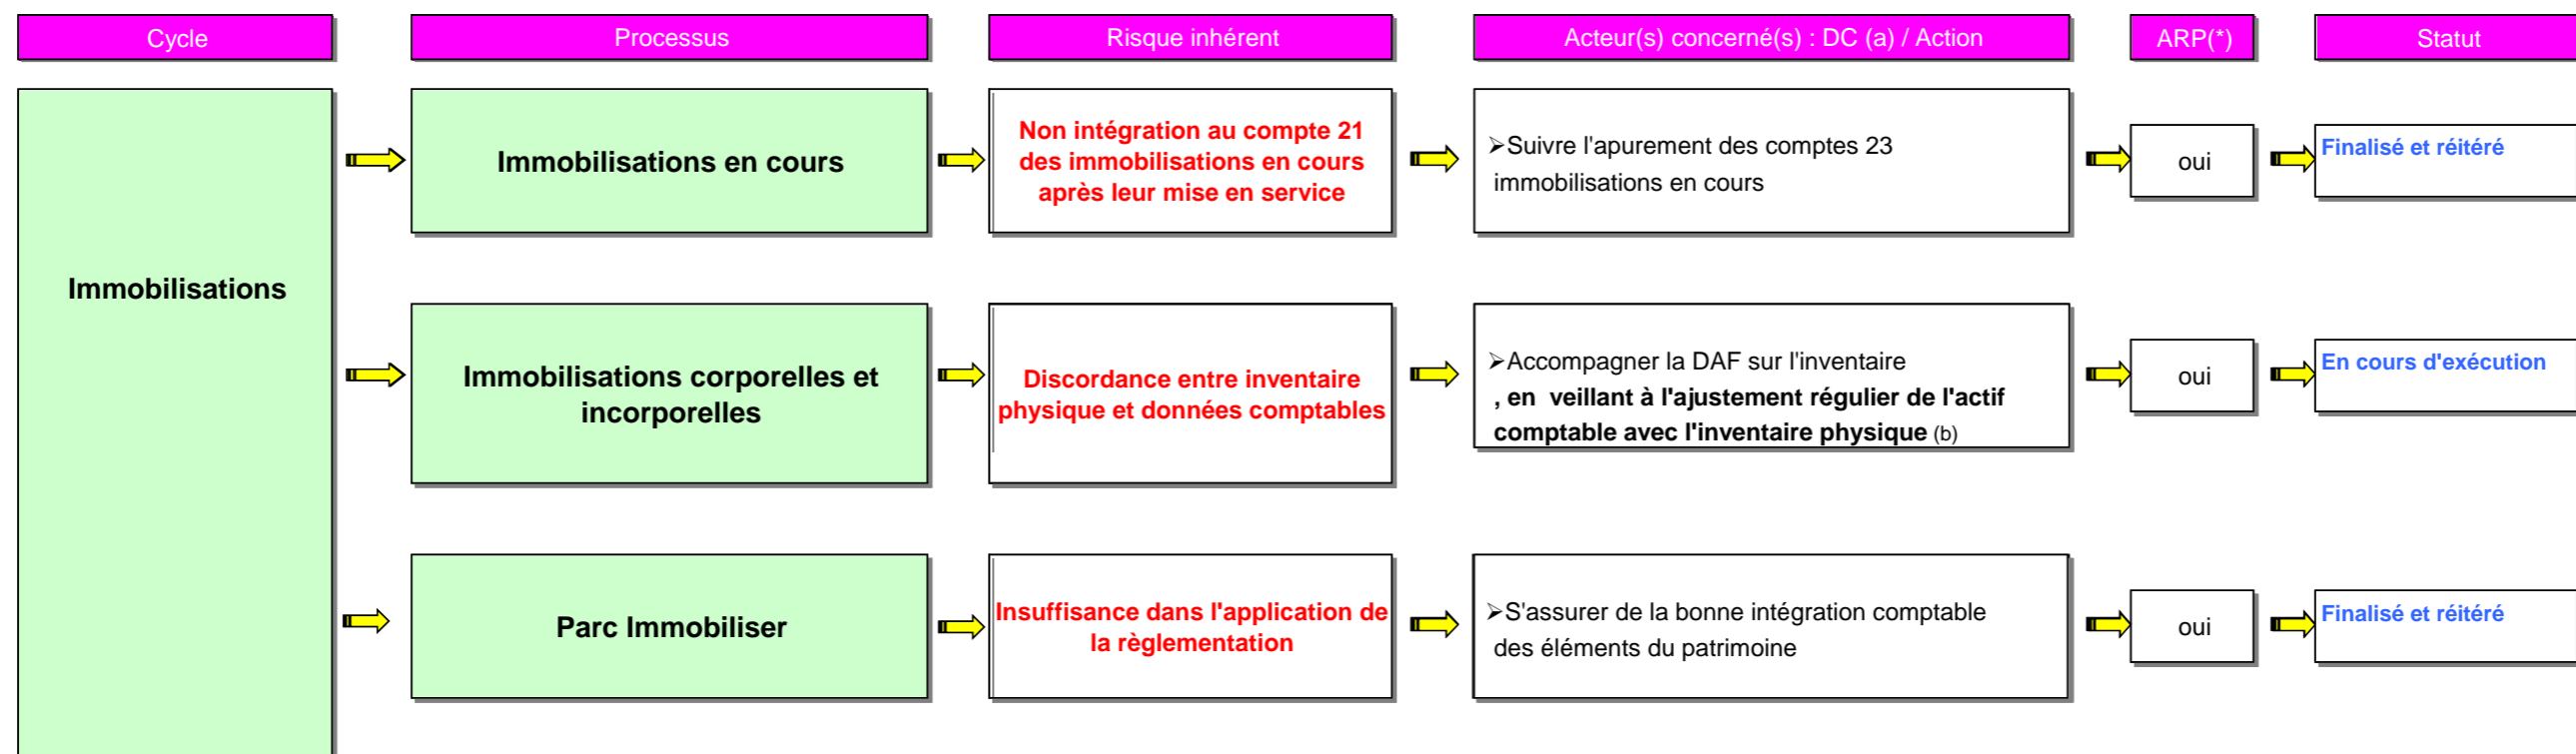 Cycle
Processus
Risque inhérent
Acteur(s) concerné(s) : DC (a) / Action
ARP(*)
Statut
Immobilisations
Immobilisations en cours
Non intégration au compte 21
des immobilisations en cours
après leur mise en service
➢Suivre l'apurement des comptes 23
immobilisations en cours
oui
Finalisé et réitéré
Immobilisations corporelles et
incorporelles
Discordance entre inventaire
physique et données comptables
➢Accompagner la DAF sur l'inventaire
, en veillant à l'ajustement régulier de l'actif
comptable avec l'inventaire physique (b)
oui
En cours d'exécution
Parc Immobiliser
Insuffisance dans l'application de
la règlementation
➢S'assurer de la bonne intégration comptable
des éléments du patrimoine
oui
Finalisé et réitéré